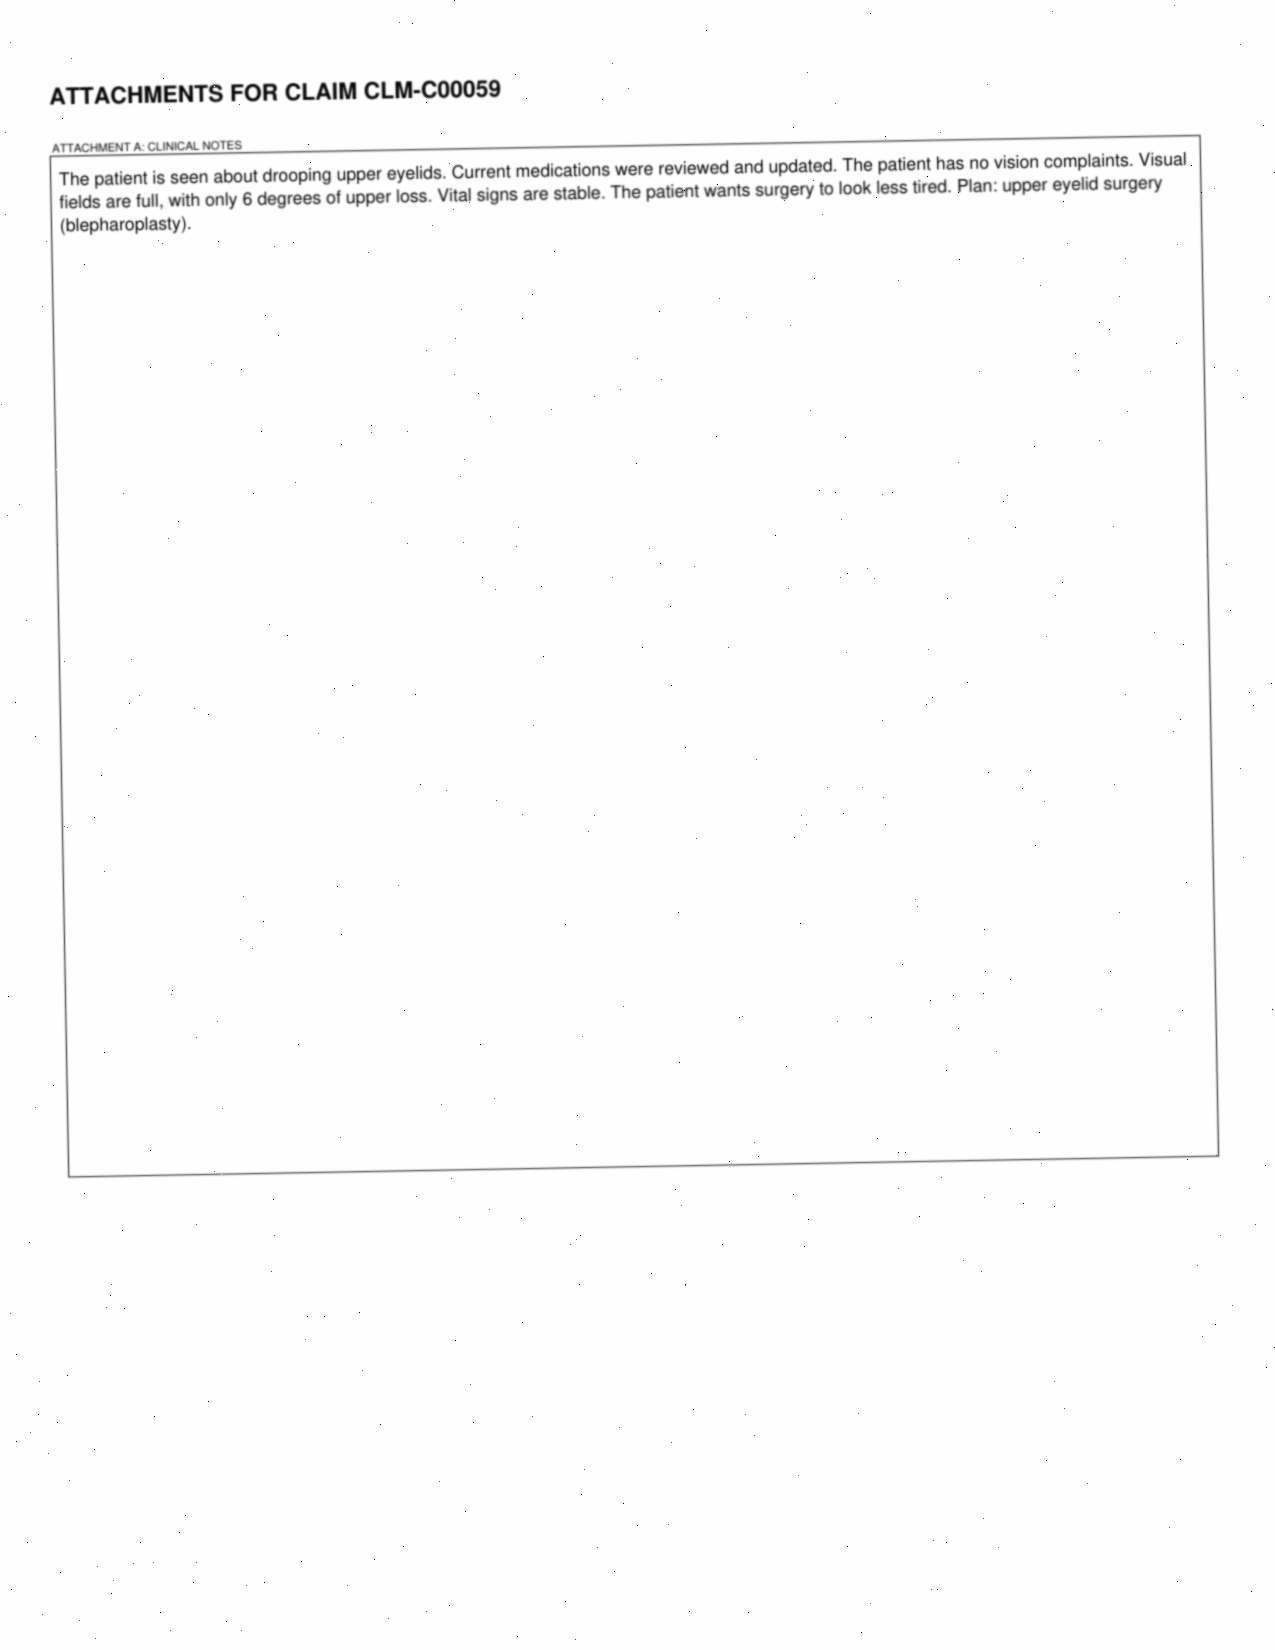 ATTACHMENTS FOR CLAIM CLM-C00059
ATTACHMENT A: CLINICAL NOTES
The patient is seen about drooping upper eyelids. Current medications were reviewed and updated. The patient has no vision complaints. Visual
fields are full, with only 6 degrees of upper loss. Vital signs are stable. The patient wants surgery to look less tired. Plan: upper eyelid surgery
(blepharoplasty).